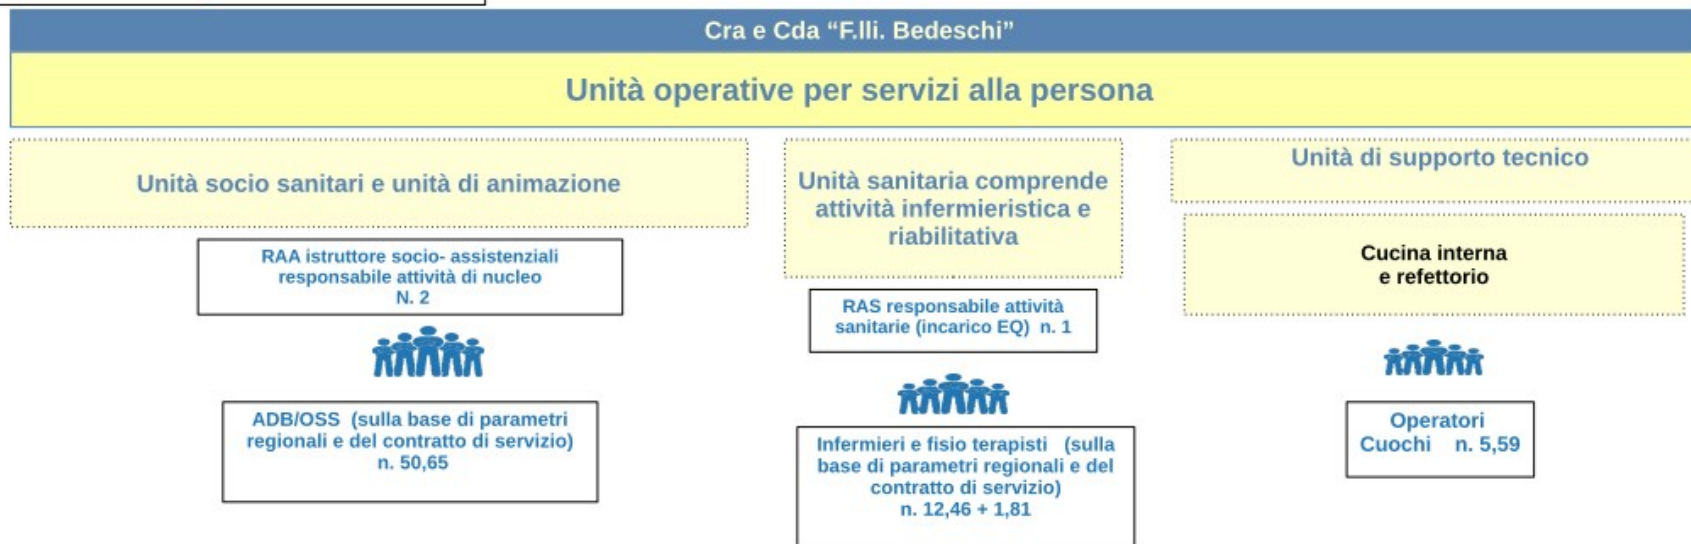 Cra e Cda “F.lli. Bedeschi”
Unità operative per servizi alla persona
Unità socio sanitari e unità di animazione
RAA istruttore socio- assistenziali
responsabile attività di nucleo
N. 2
ADB/OSS (sulla base di parametri
regionali e del contratto di servizio)
n. 50,65
Unità sanitaria comprende
attività infermieristica e
riabilitativa
RAS responsabile attività
sanitarie (incarico EQ) n. 1
Infermieri e fisio terapisti (sulla
base di parametri regionali e del
contratto di servizio)
n. 12,46 + 1,81
Unità di supporto tecnico
Cucina interna
e refettorio
Operatori
Cuochi n. 5,59